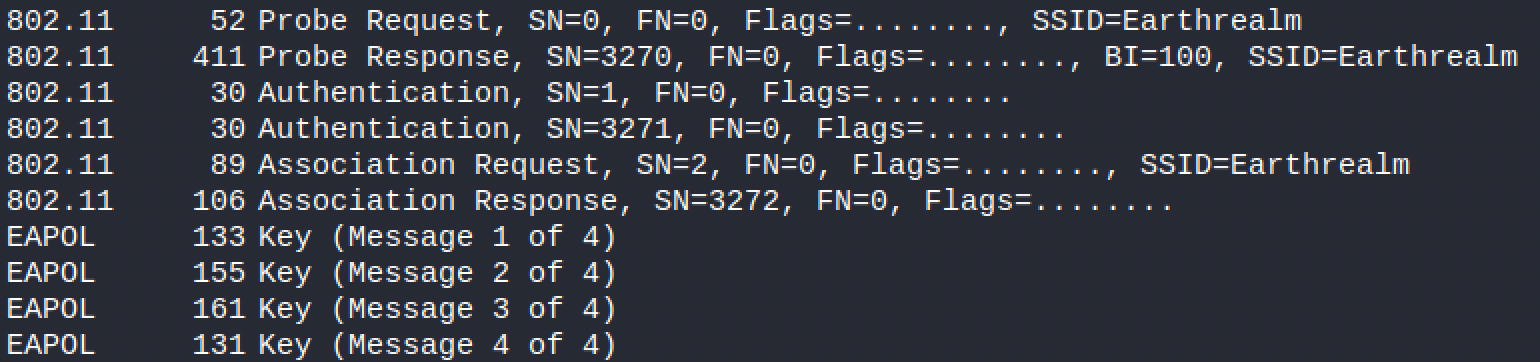 802.11 52 Probe Request, SN=0, FN=0, Flags=........, SSID=Earthrealm
802.11 411 Probe Response, SN=3270, FN=0, Flags=........, BI=100, SSID=Earthrealm
802.11 30 Authentication, SN=1, FN=0, Flags=........
802.11 30 Authentication, SN=3271, FN=0, Flags=........
802.11 89 Association Request, SN=2, FN=0, Flags=........, SSID=Earthrealm
802.11 106 Association Response, SN=3272, FN=0, Flags=........
EAPOL 133 Key (Message 1 of 4)
EAPOL 155 Key (Message 2 of 4)
EAPOL 161 Key (Message 3 of 4)
EAPOL 131 Key (Message 4 of 4)